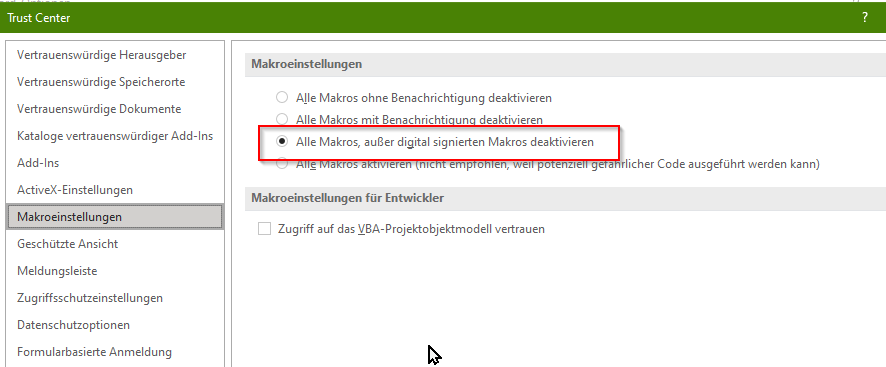 Trust Center
?
Vertrauenswürdige Herausgeber
Vertrauenswürdige Speicherorte
Vertrauenswürdige Dokumente
Kataloge vertrauenswürdiger Add-Ins
Add-Ins
ActiveX-Einstellungen
Makroeinstellungen
Geschützte Ansicht
Meldungsleiste
Zugriffsschutzeinstellungen
Datenschutzoptionen
Formularbasierte Anmeldung
Makroeinstellungen
Alle Makros ohne Benachrichtigung deaktivieren
Alle Makros mit Benachrichtigung deaktivieren
Alle Makros, außer digital signierten Makros deaktivieren
Alle Makros aktivieren (nicht empfohlen, weil potenziell gefährlicher Code ausgeführt werden kann)
Makroeinstellungen für Entwickler
Zugriff auf das VBA-Projektobjektmodell vertrauen